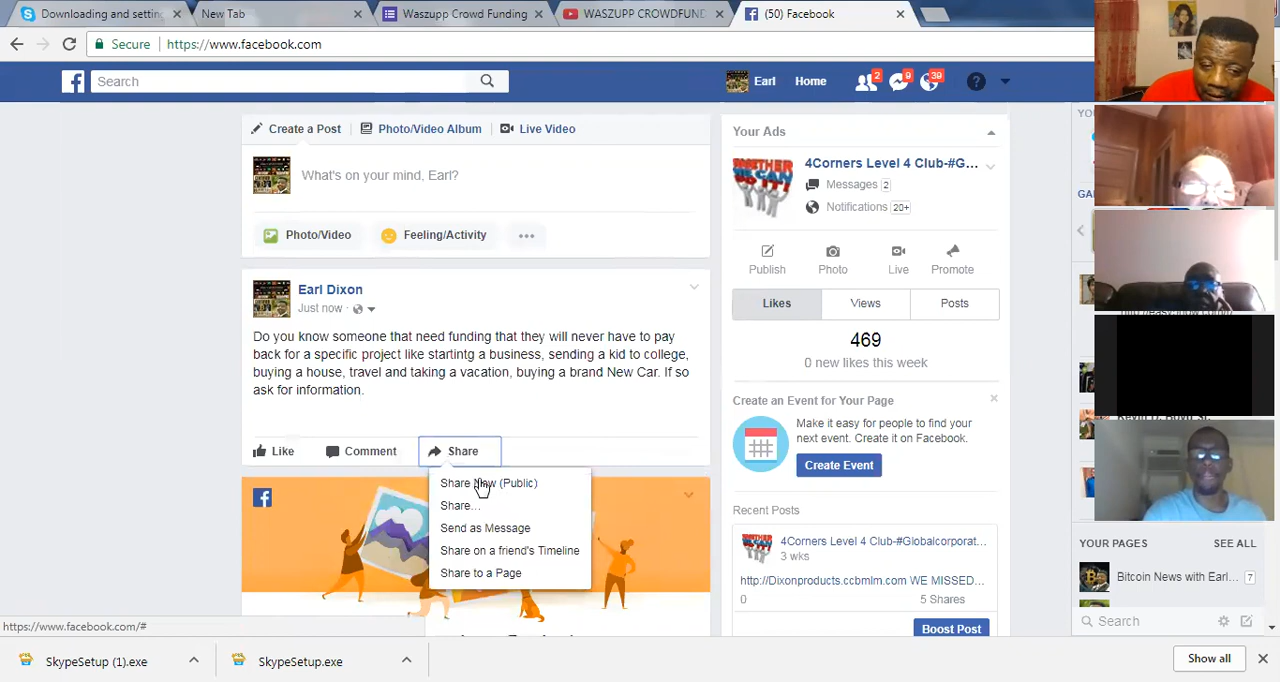 Downloading and settin
New Tab
Waszupp Crowd Funding
WASZUPP CROWDFUND
(50) Facebook
Secure
https://www.facebook.com
Search
Earl
Home
2
9
39
Create a Post
Photo/Video Album
Live Video
What's on your mind, Earl?
Photo/Video
Feeling/Activity
Earl Dixon
Just now
Do you know someone that need funding that they will never have to pay
back for a specific project like startintg a business, sending a kid to college,
buying a house, travel and taking a vacation, buying a brand New Car. If so
ask for information.
Like
Comment
Share
Share Now (Public)
Share...
Send as Message
Share on a friend's Timeline
Share to a Page
Your Ads
TOGETHER
WE CAN
DO IT!
4Corners Level 4 Club-#G...
Messages 2
Notifications 20+
Publish
Photo
Live
Promote
Likes
Views
Posts
469
0 new likes this week
Create an Event for Your Page
Make it easy for people to find your
next event. Create it on Facebook.
Create Event
Recent Posts
4Corners Level 4 Club-#Globalcorporat...
3 wks
http://Dixonproducts.ccbmlm.com WE MISSED...
0
5 Shares
Boost Post
YOUR PAGES
SEE ALL
Bitcoin News with Earl...
7
Search
https://www.facebook.com/#
SkypeSetup (1).exe
SkypeSetup.exe
Show all